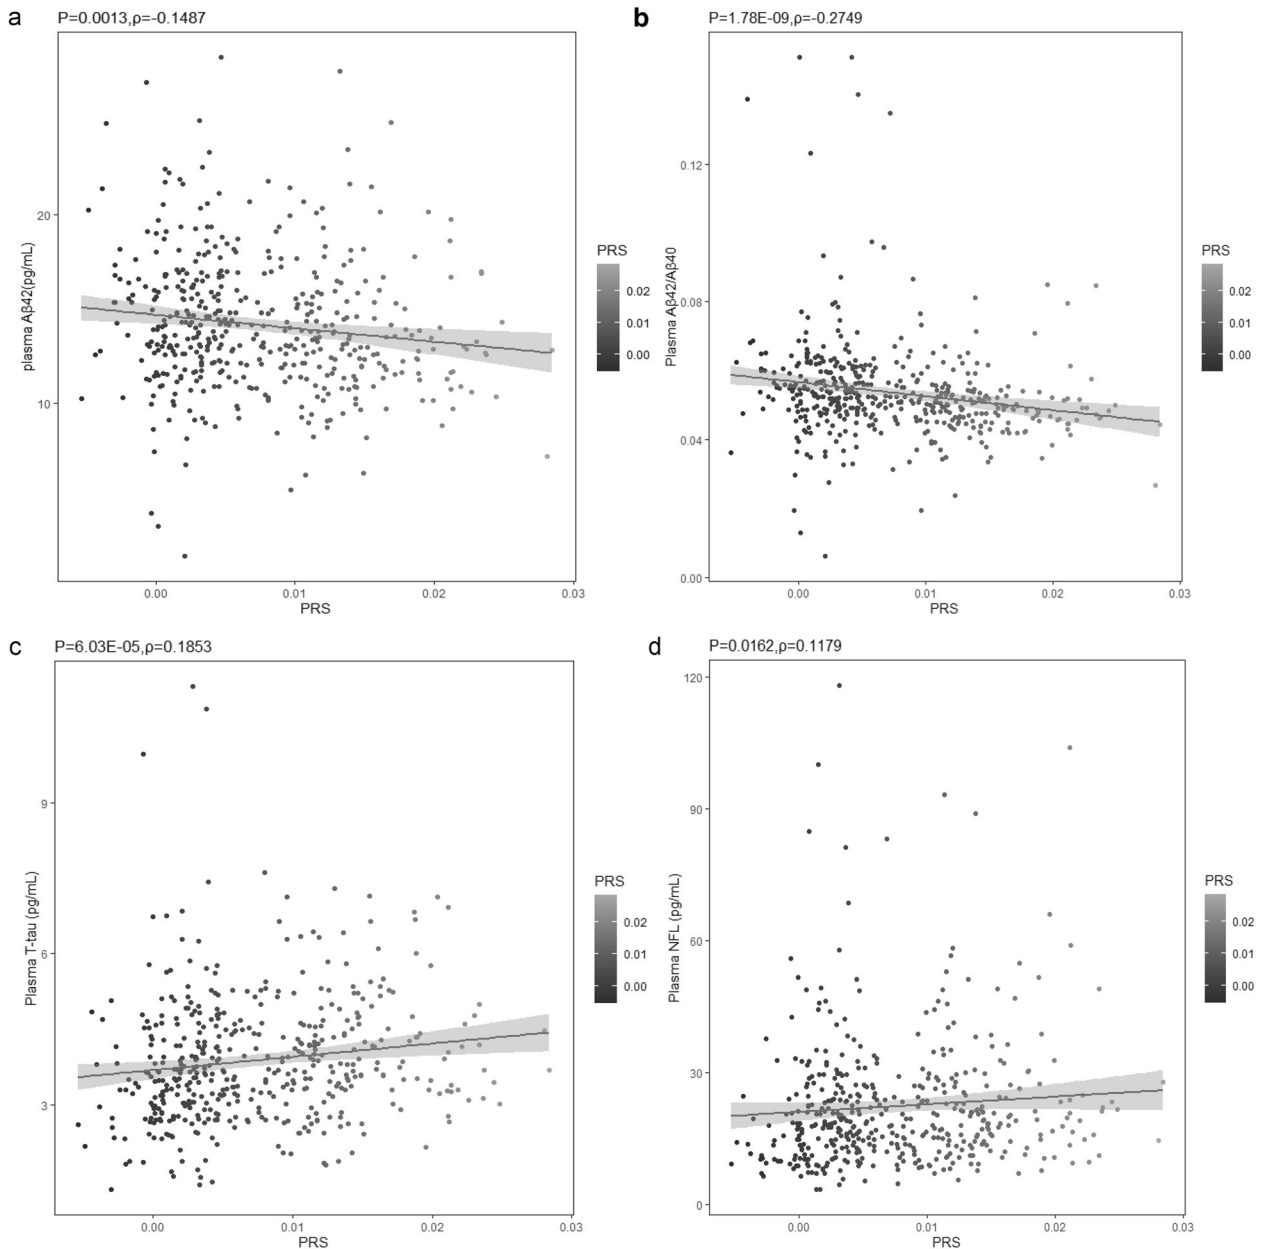 a
P=0.0013,ρ=-0.1487
plasma Aβ42(pg/mL)
20
10
0.00
0.01
0.02
0.03
PRS
PRS
0.02
0.01
0.00
b
P=1.78E-09,ρ=-0.2749
Plasma Aβ42/Aβ40
0.12
0.08
0.04
0.00
0.00
0.01
0.02
0.03
PRS
PRS
0.02
0.01
0.00
c
P=6.03E-05,ρ=0.1853
Plasma T-tau (pg/mL)
9
6
3
0.00
0.01
0.02
0.03
PRS
PRS
0.02
0.01
0.00
d
P=0.0162,ρ=0.1179
Plasma NFL (pg/mL)
120
90
60
30
0
0.00
0.01
0.02
0.03
PRS
PRS
0.02
0.01
0.00